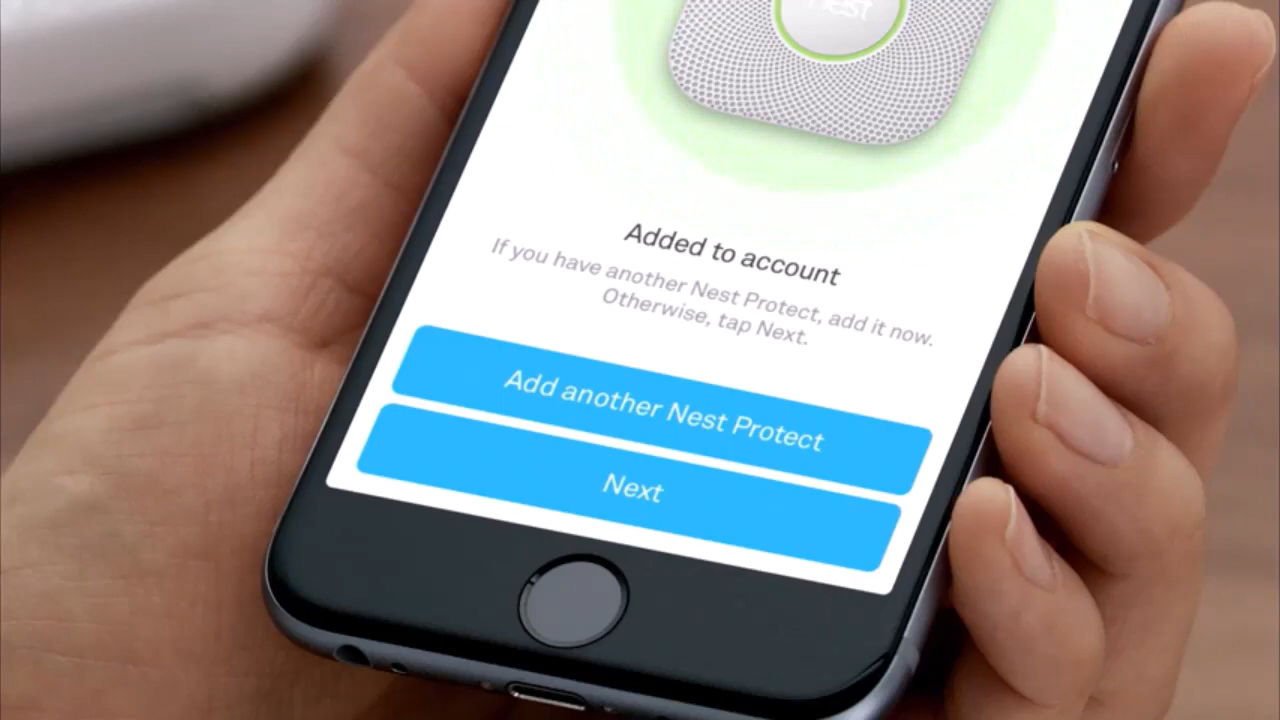 nest
Added to account
If you have another Nest Protect, add it now.
Otherwise, tap Next.
Add another Nest Protect
Next